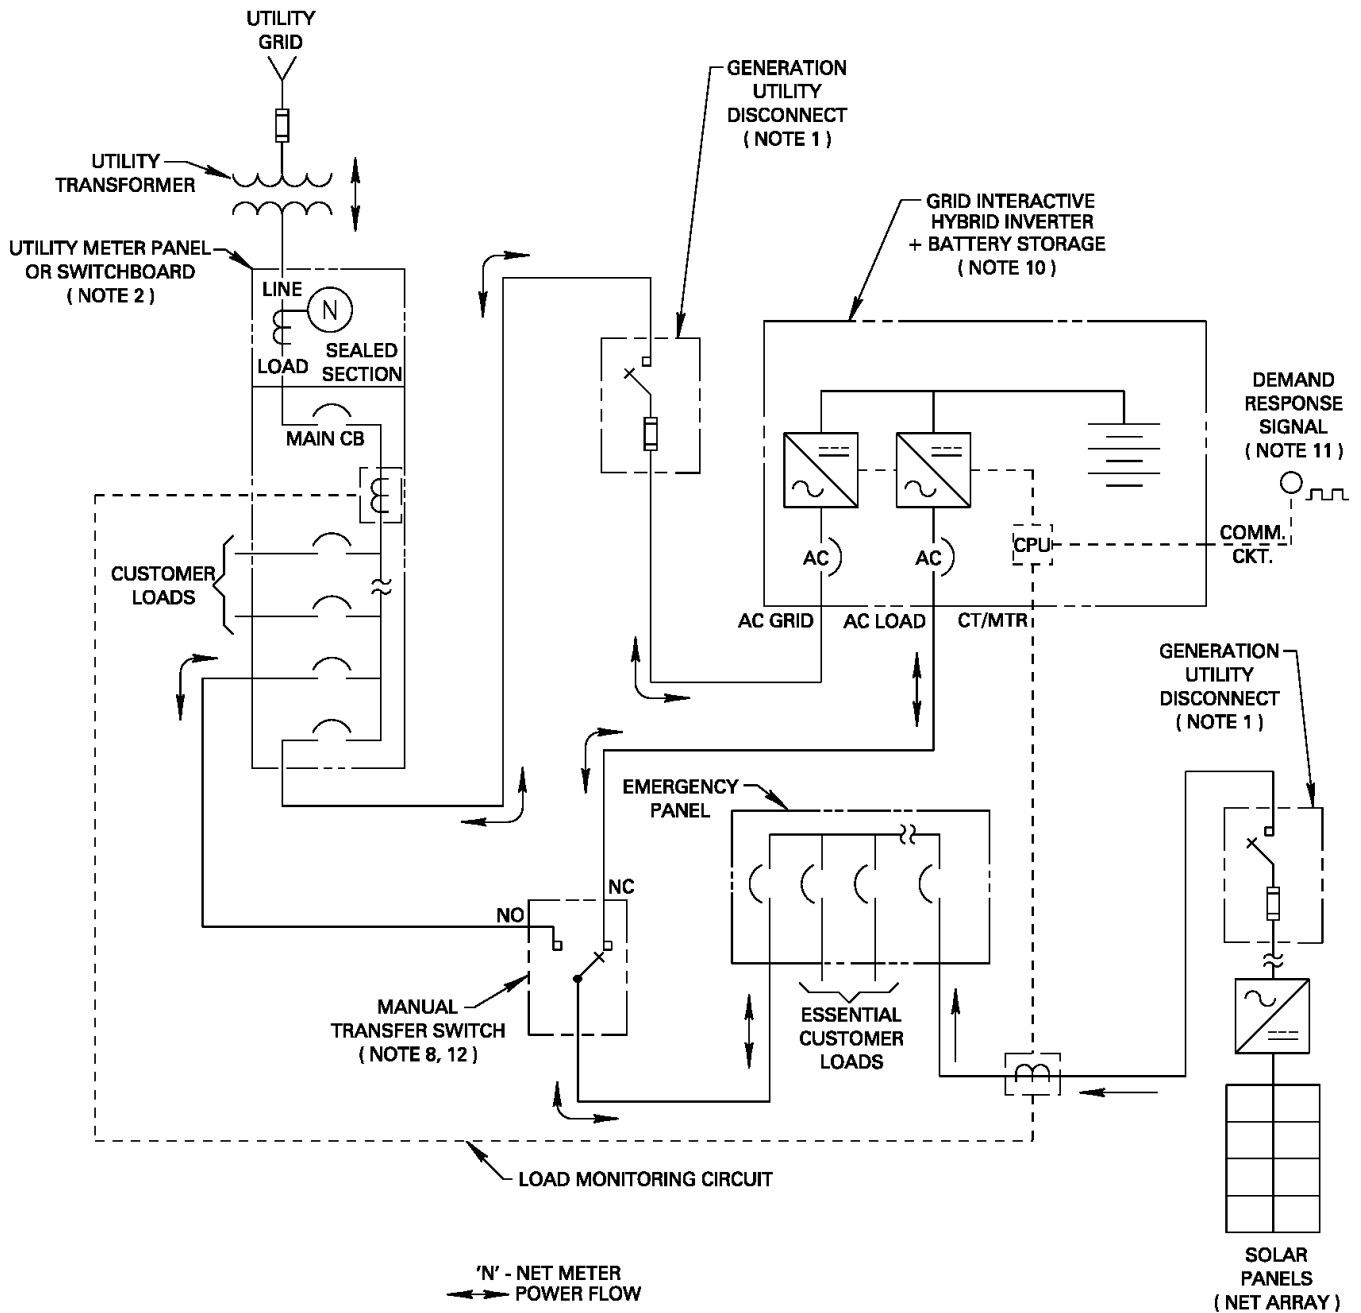 UTILITY
GRID
GENERATION
UTILITY
DISCONNECT
( NOTE 1 )
UTILITY
TRANSFORMER
GRID INTERACTIVE
HYBRID INVERTER
+ BATTERY STORAGE
( NOTE 10 )
UTILITY METER PANEL
OR SWITCHBOARD
( NOTE 2 )
LINE
N
LOAD
SEALED
SECTION
MAIN CB
DEMAND
RESPONSE
SIGNAL
( NOTE 11 )
CUSTOMER
LOADS
AC
AC
CPU
COMM.
CKT.
AC GRID
AC LOAD
CT/MTR
GENERATION
UTILITY
DISCONNECT
( NOTE 1 )
EMERGENCY
PANEL
NC
NO
MANUAL
TRANSFER SWITCH
( NOTE 8, 12 )
ESSENTIAL
CUSTOMER
LOADS
LOAD MONITORING CIRCUIT
SOLAR
PANELS
( NET ARRAY )
'N' - NET METER
POWER FLOW